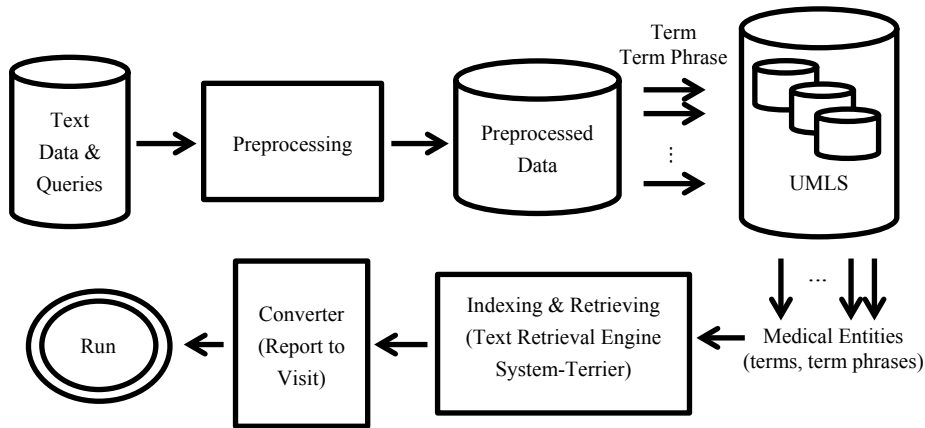 Term
Term Phrase
Text
Data &
Queries
Preprocessing
Preprocessed
Data
⋮
UMLS
...
Run
Converter
(Report to
Visit)
Indexing & Retrieving
(Text Retrieval Engine
System-Terrier)
Medical Entities
(terms, term phrases)